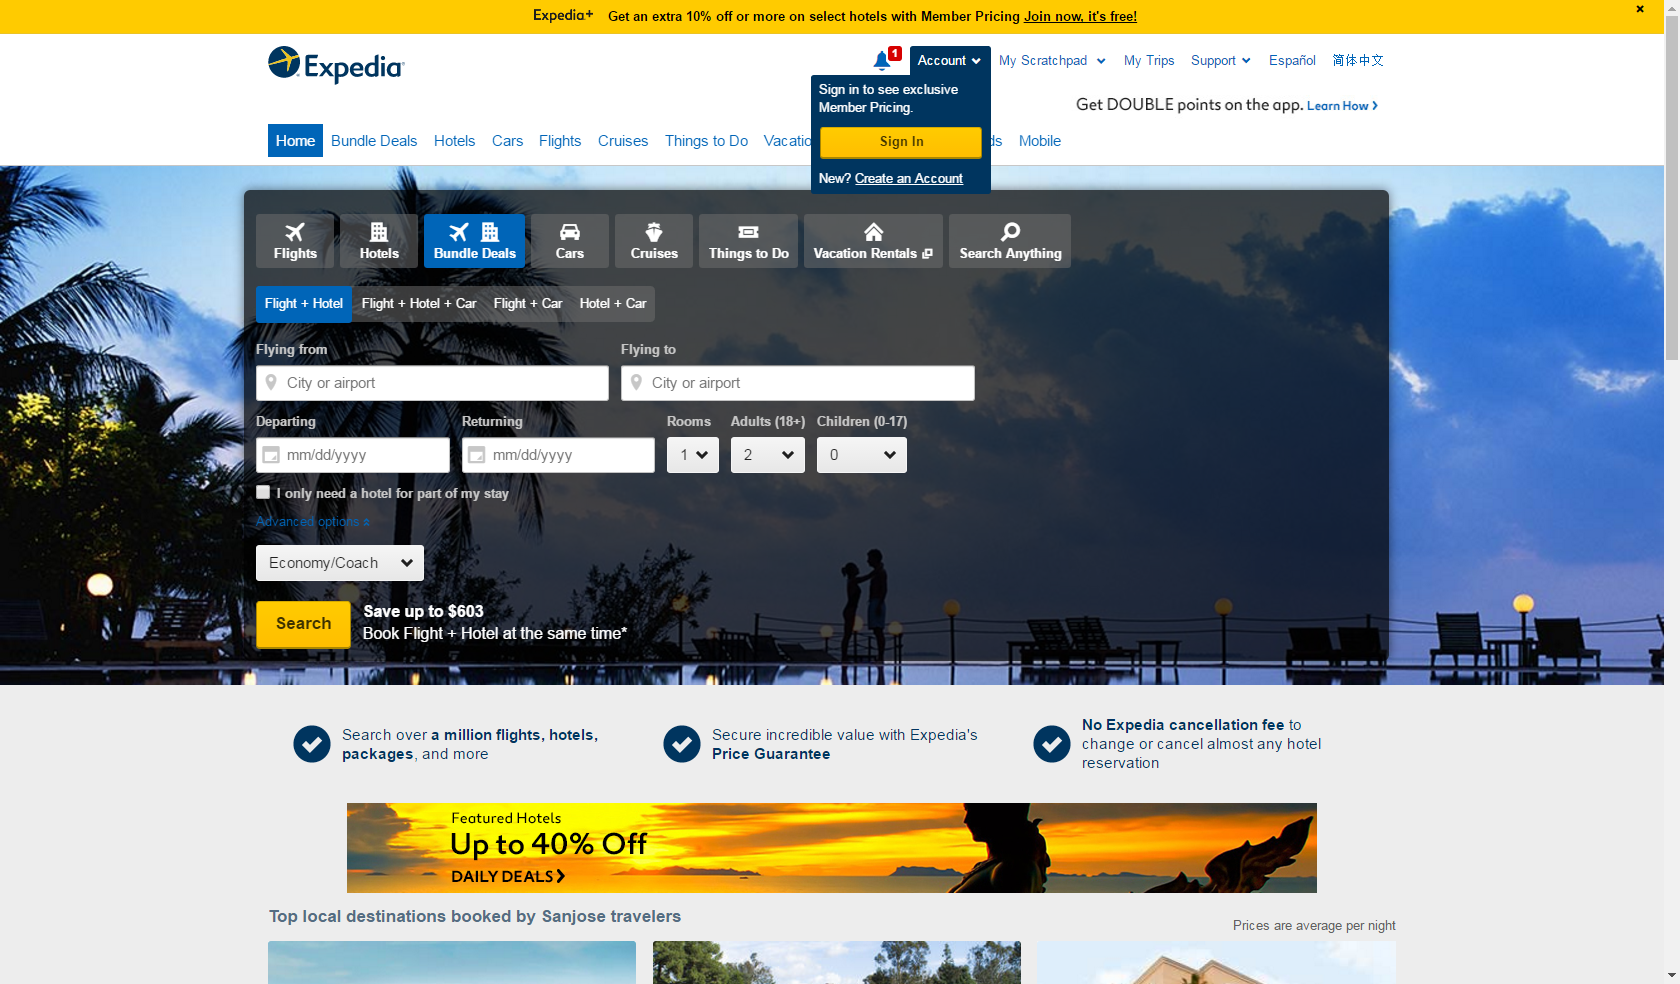 Expedia+ Get an extra 10% off or more on select hotels with Member Pricing Join now, it's free!
Expedia
1
Account My Scratchpad My Trips Support Español 简体中文
Sign in to see exclusive
Member Pricing.
Sign In
New? Create an Account
Get DOUBLE points on the app. Learn How
Home Bundle Deals Hotels Cars Flights Cruises Things to Do Mobile
Flights Hotels Bundle Deals Cars Cruises Things to Do Vacation Rentals Search Anything
Flight + Hotel Flight + Hotel + Car Flight + Car Hotel + Car
Flying from Flying to
City or airport City or airport
Departing Returning Rooms Adults (18+) Children (0-17)
mm/dd/yyyy mm/dd/yyyy 1 2 0
I only need a hotel for part of my stay
Advanced options
Economy/Coach
Search
Save up to $603
Book Flight + Hotel at the same time*
Search over a million flights, hotels,
packages, and more
Secure incredible value with Expedia's
Price Guarantee
No Expedia cancellation fee to
change or cancel almost any hotel
reservation
Featured Hotels
Up to 40% Off
DAILY DEALS
Top local destinations booked by Sanjose travelers
Prices are average per night